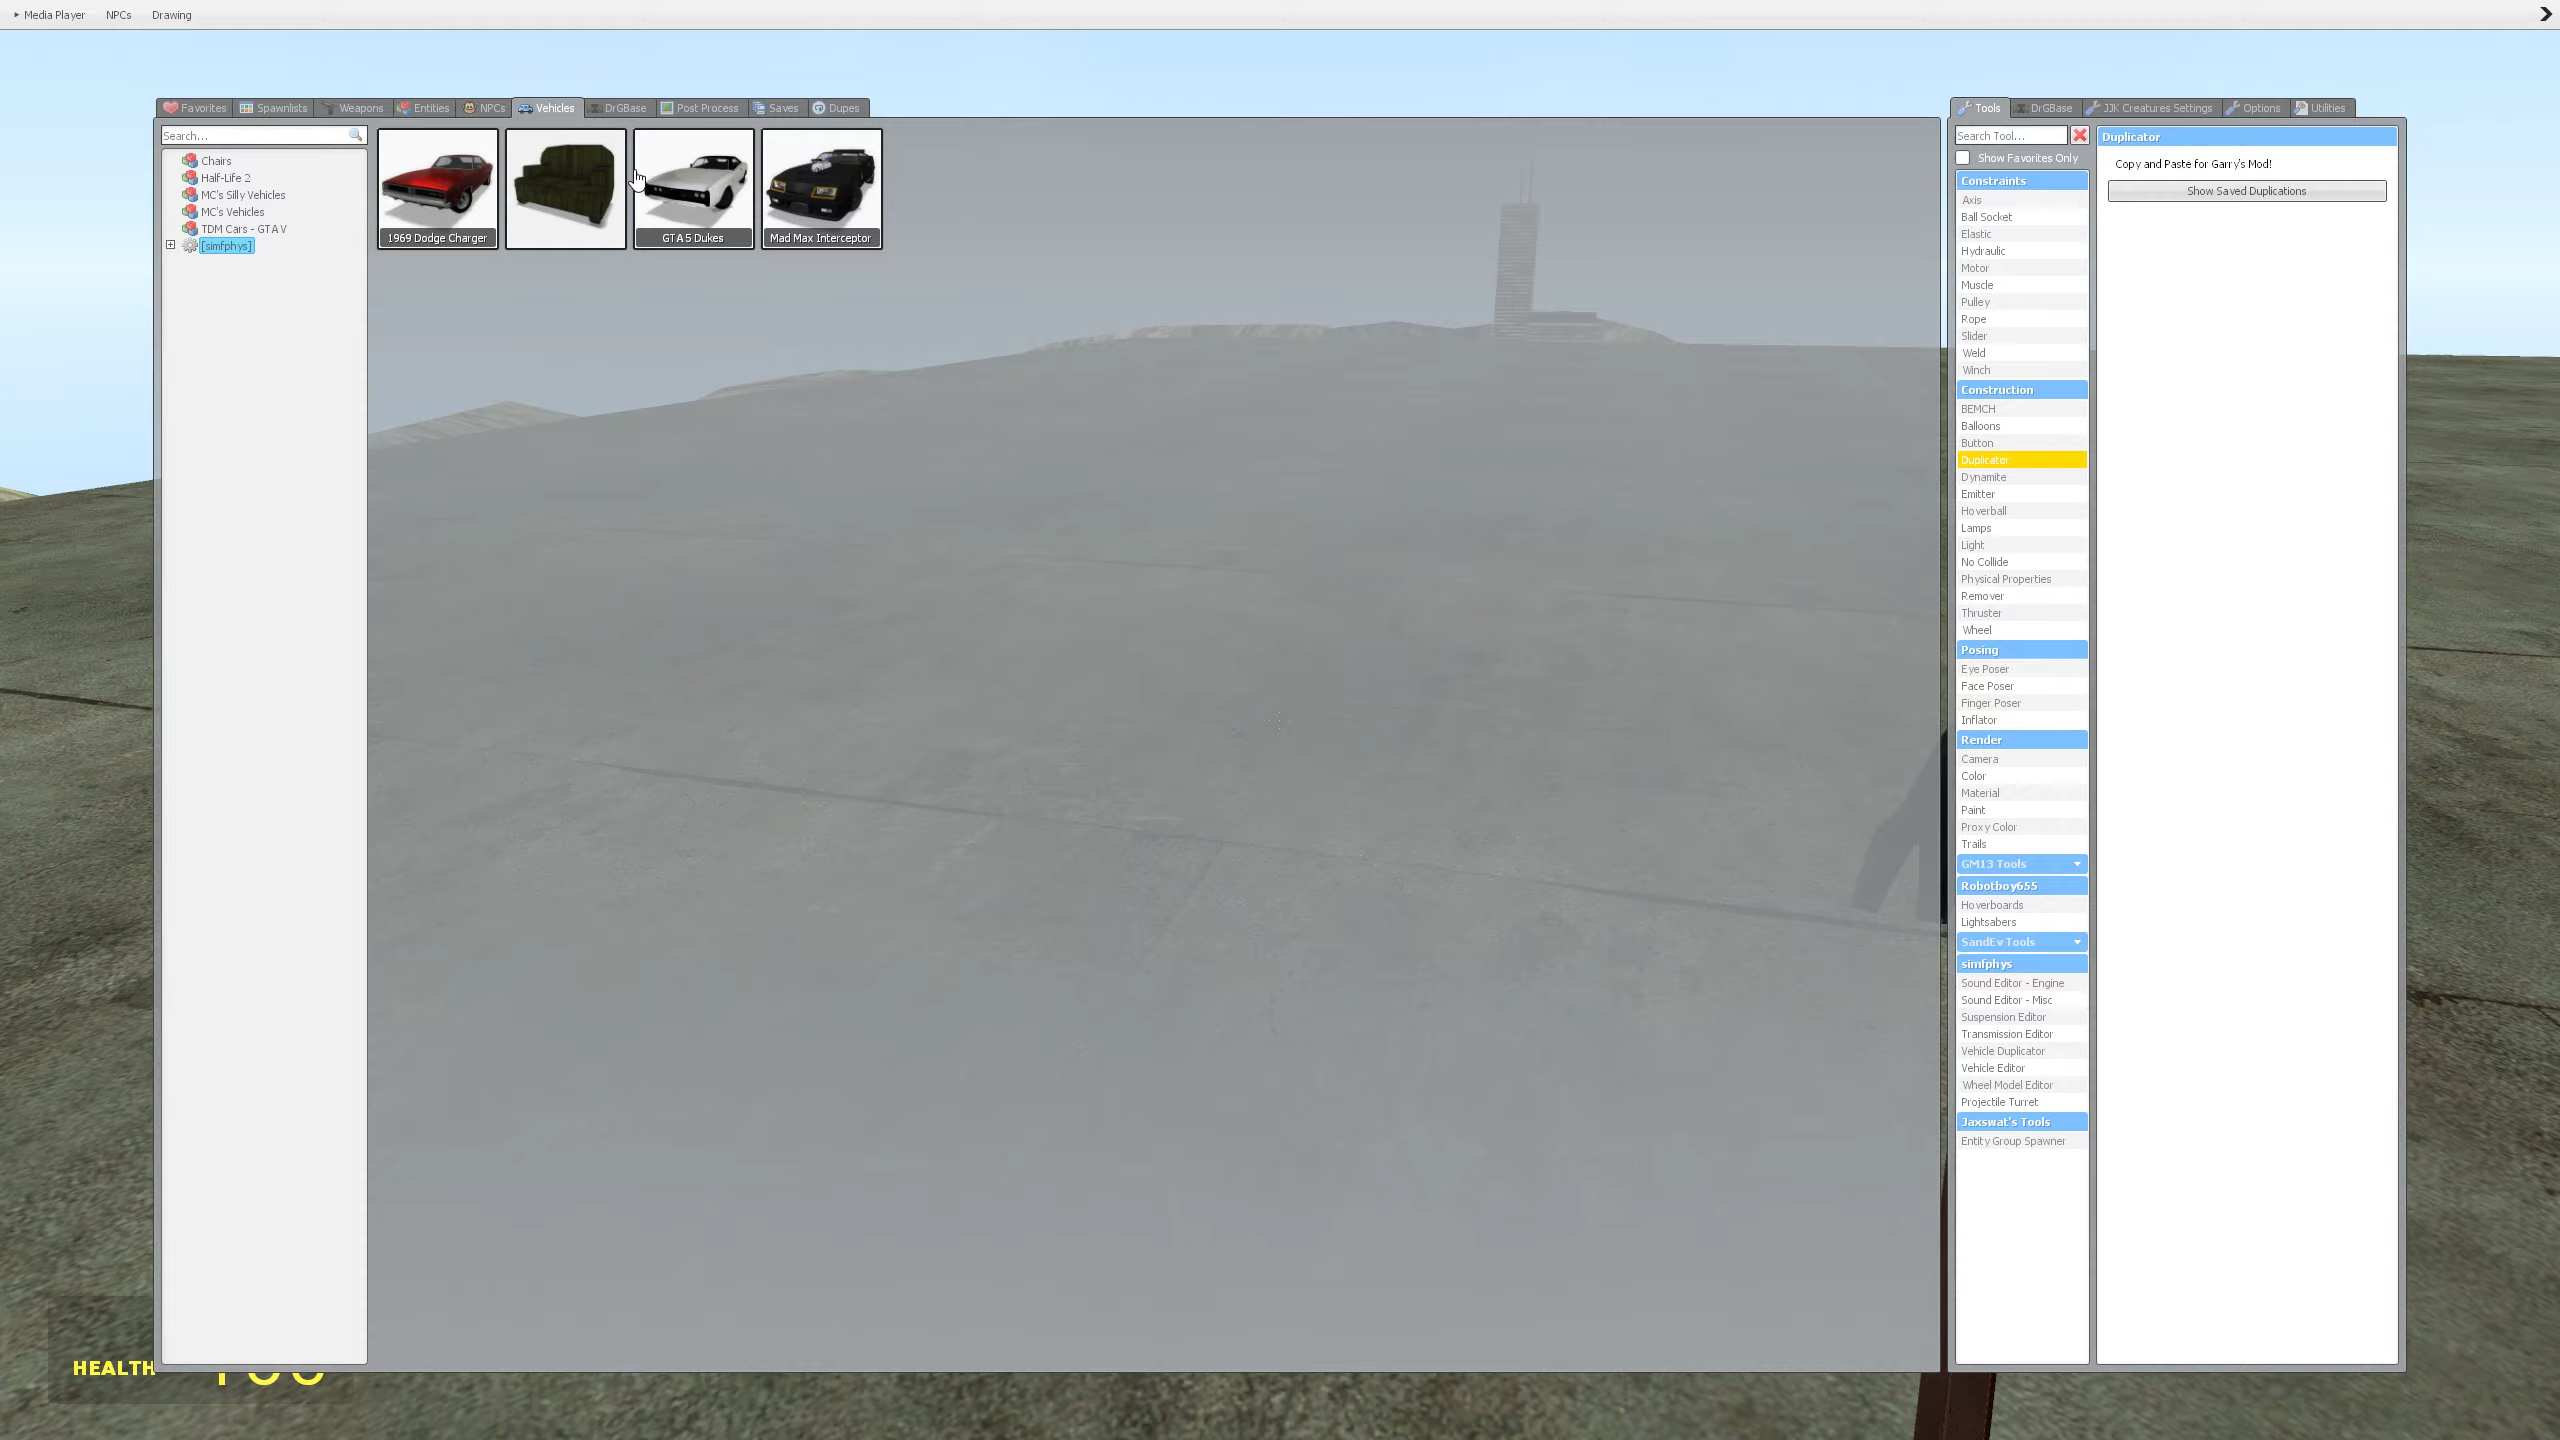 Media Player NPCs Drawing
Favorites Spawnlists Weapons Entities NPCs Vehicles DrGBase Post Process Saves Dupes
Search...
Chairs
Half-Life 2
MC's Silly Vehicles
MC's Vehicles
TDM Cars - GTA V
[simfphys]
1969 Dodge Charger
GTA 5 Dukes
Mad Max Interceptor
Tools DrGBase JJK Creatures Settings Options Utilities
Search Tool...
Show Favorites Only
Constraints
Axis
Ball Socket
Elastic
Hydraulic
Motor
Muscle
Pulley
Rope
Slider
Weld
Winch
Construction
BEMCH
Balloons
Button
Duplicator
Dynamite
Emitter
Hoverball
Lamps
Light
No Collide
Physical Properties
Remover
Thruster
Wheel
Posing
Eye Poser
Face Poser
Finger Poser
Inflator
Render
Camera
Color
Material
Paint
Proxy Color
Trails
GM13 Tools
Robotboy655
Hoverboards
Lightsabers
SandEv Tools
simfphys
Sound Editor - Engine
Sound Editor - Misc
Suspension Editor
Transmission Editor
Vehicle Duplicator
Vehicle Editor
Wheel Model Editor
Projectile Turret
Jaxswat's Tools
Entity Group Spawner
Duplicator
Copy and Paste for Garry's Mod!
Show Saved Duplications
HEALTH